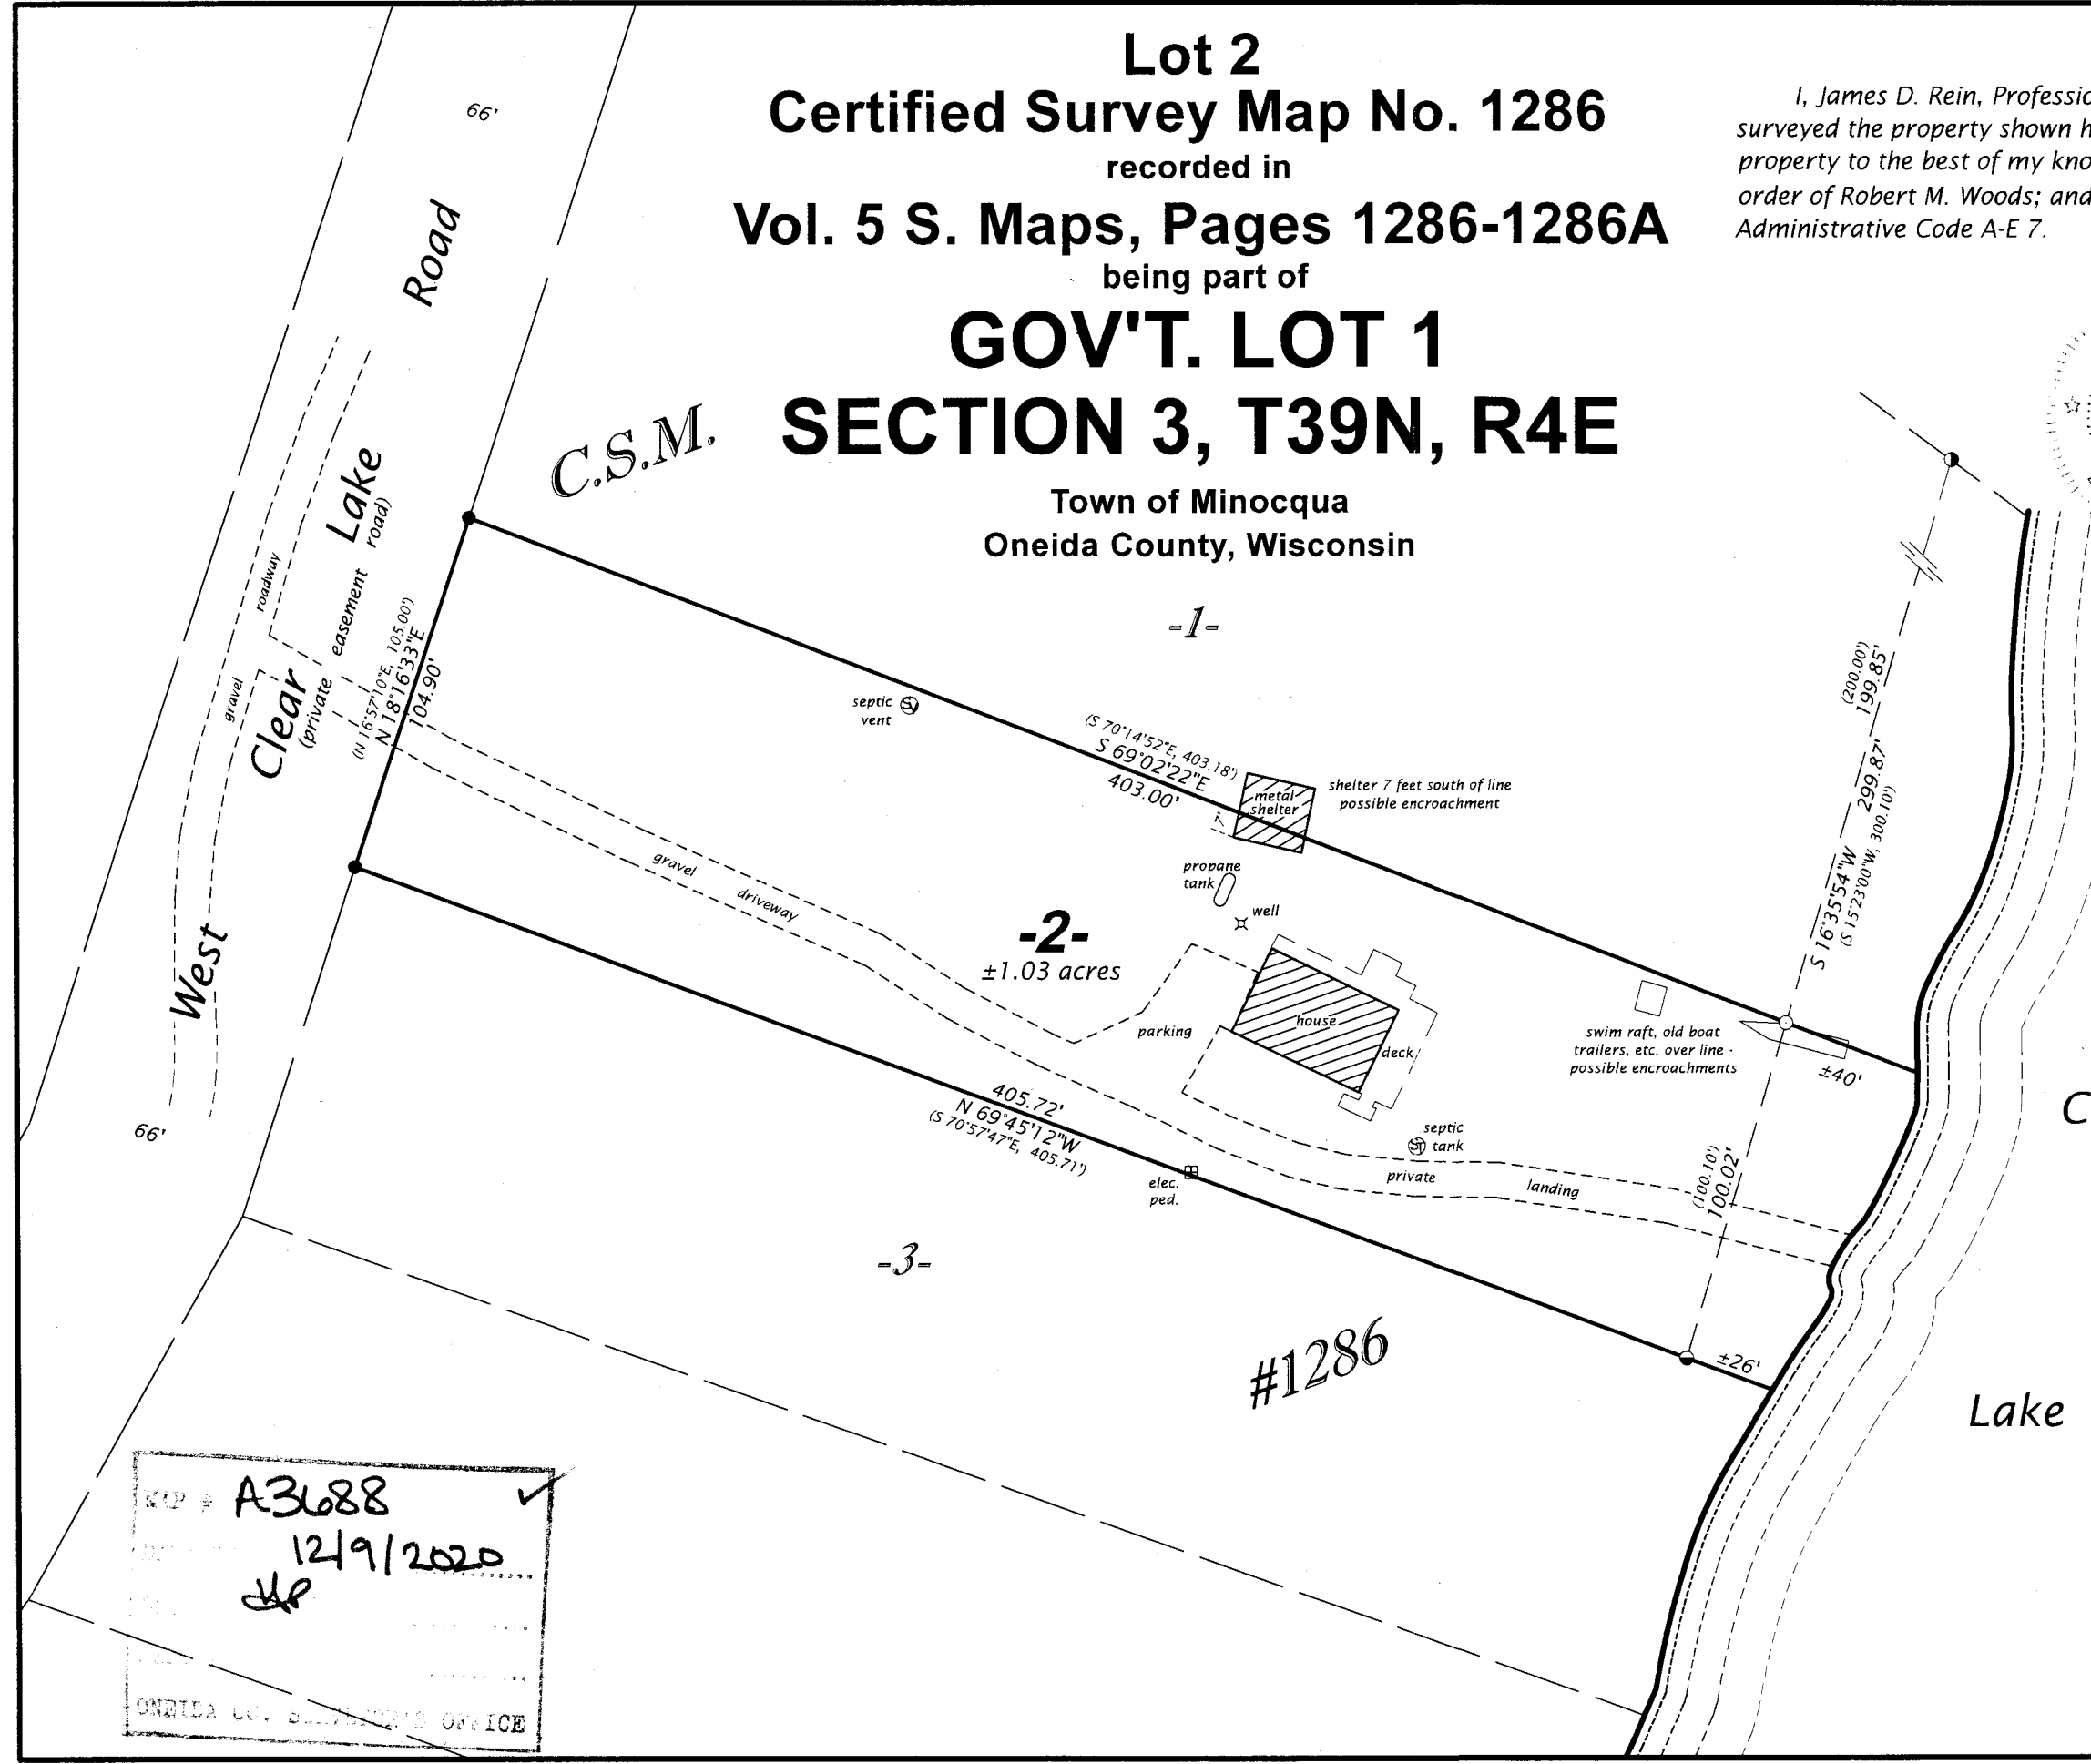 Lot 2
Certified Survey Map No. 1286
recorded in
Vol. 5 S. Maps, Pages 1286-1286A
being part of
GOV'T. LOT 1
SECTION 3, T39N, R4E
Town of Minocqua
Oneida County, Wisconsin
I, James D. Rein,
surveyed the property shown
property to the best of my
order of Robert M. Woods; and
Administrative Code A-E 7.
66'
West Clear Lake Road
(private easement road)
gravel roadway
C.S.M.
-1-
(N 16°57'10"E, 105.00')
N 18°16'33"E
104.90'
septic
vent
(S 70°14'52"E, 403.18')
S 69°02'22"E
403.00'
metal
shelter
7'
shelter 7 feet south of line
possible encroachment
(200.00')
199.85'
S 16°35'54"W 299.87'
(S 15°23'00"W, 300.10')
propane
tank
well
gravel driveway
-2-
±1.03 acres
parking
house
deck
swim raft, old boat
trailers, etc. over line -
possible encroachments
±40'
405.72'
N 69°45'12"W
(S 70°57'47"E, 405.71')
septic
tank
elec.
ped.
private landing
(100.10')
100.02'
66'
-3-
#1286
±26'
C
Lake
MAP # A3688
12/9/2020
ONEIDA CO. SURVEYOR'S OFFICE